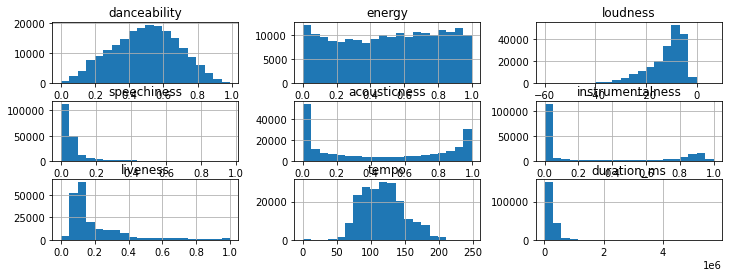 danceability energy loudness
20000
10000
0
0.0 0.2 0.4 0.6 0.8 1.0
10000
5000
0
0.0 0.2 0.4 0.6 0.8 1.0
40000
20000
0
−60 −40 −20 0
speechiness acousticness instrumentalness
100000
50000
0
0.0 0.2 0.4 0.6 0.8 1.0
40000
20000
0
0.0 0.2 0.4 0.6 0.8 1.0
100000
50000
0
0.0 0.2 0.4 0.6 0.8 1.0
liveness tempo duration_ms
50000
25000
0
0.0 0.2 0.4 0.6 0.8 1.0
20000
0
0 50 100 150 200 250
100000
0
0 2 4
1e6